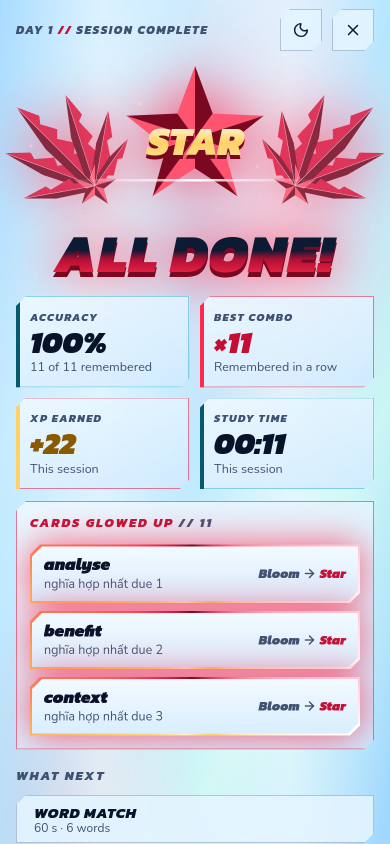 DAY 1 // SESSION COMPLETE
STAR
ALL DONE!
ACCURACY
100%
11 of 11 remembered
BEST COMBO
×11
Remembered in a row
XP EARNED
+22
This session
STUDY TIME
00:11
This session
CARDS GLOWED UP // 11
analyse
nghĩa hợp nhất due 1
Bloom → Star
benefit
nghĩa hợp nhất due 2
Bloom → Star
context
nghĩa hợp nhất due 3
Bloom → Star
WHAT NEXT
WORD MATCH
60 s · 6 words